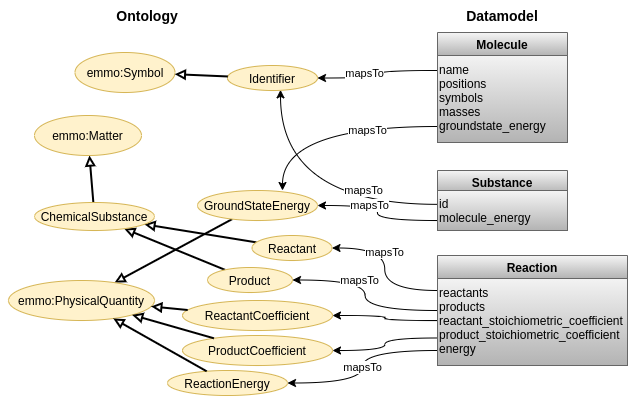 Ontology
Datamodel
Molecule
name
positions
symbols
masses
groundstate_energy
emmo:Symbol
Identifier
mapsTo
emmo:Matter
mapsTo
Substance
id
molecule_energy
mapsTo
mapsTo
GroundStateEnergy
ChemicalSubstance
Reactant
mapsTo
Reaction
reactants
products
reactant_stoichiometric_coefficient
product_stoichiometric_coefficient
energy
Product
mapsTo
emmo:PhysicalQuantity
ReactantCoefficient
ProductCoefficient
ReactionEnergy
mapsTo